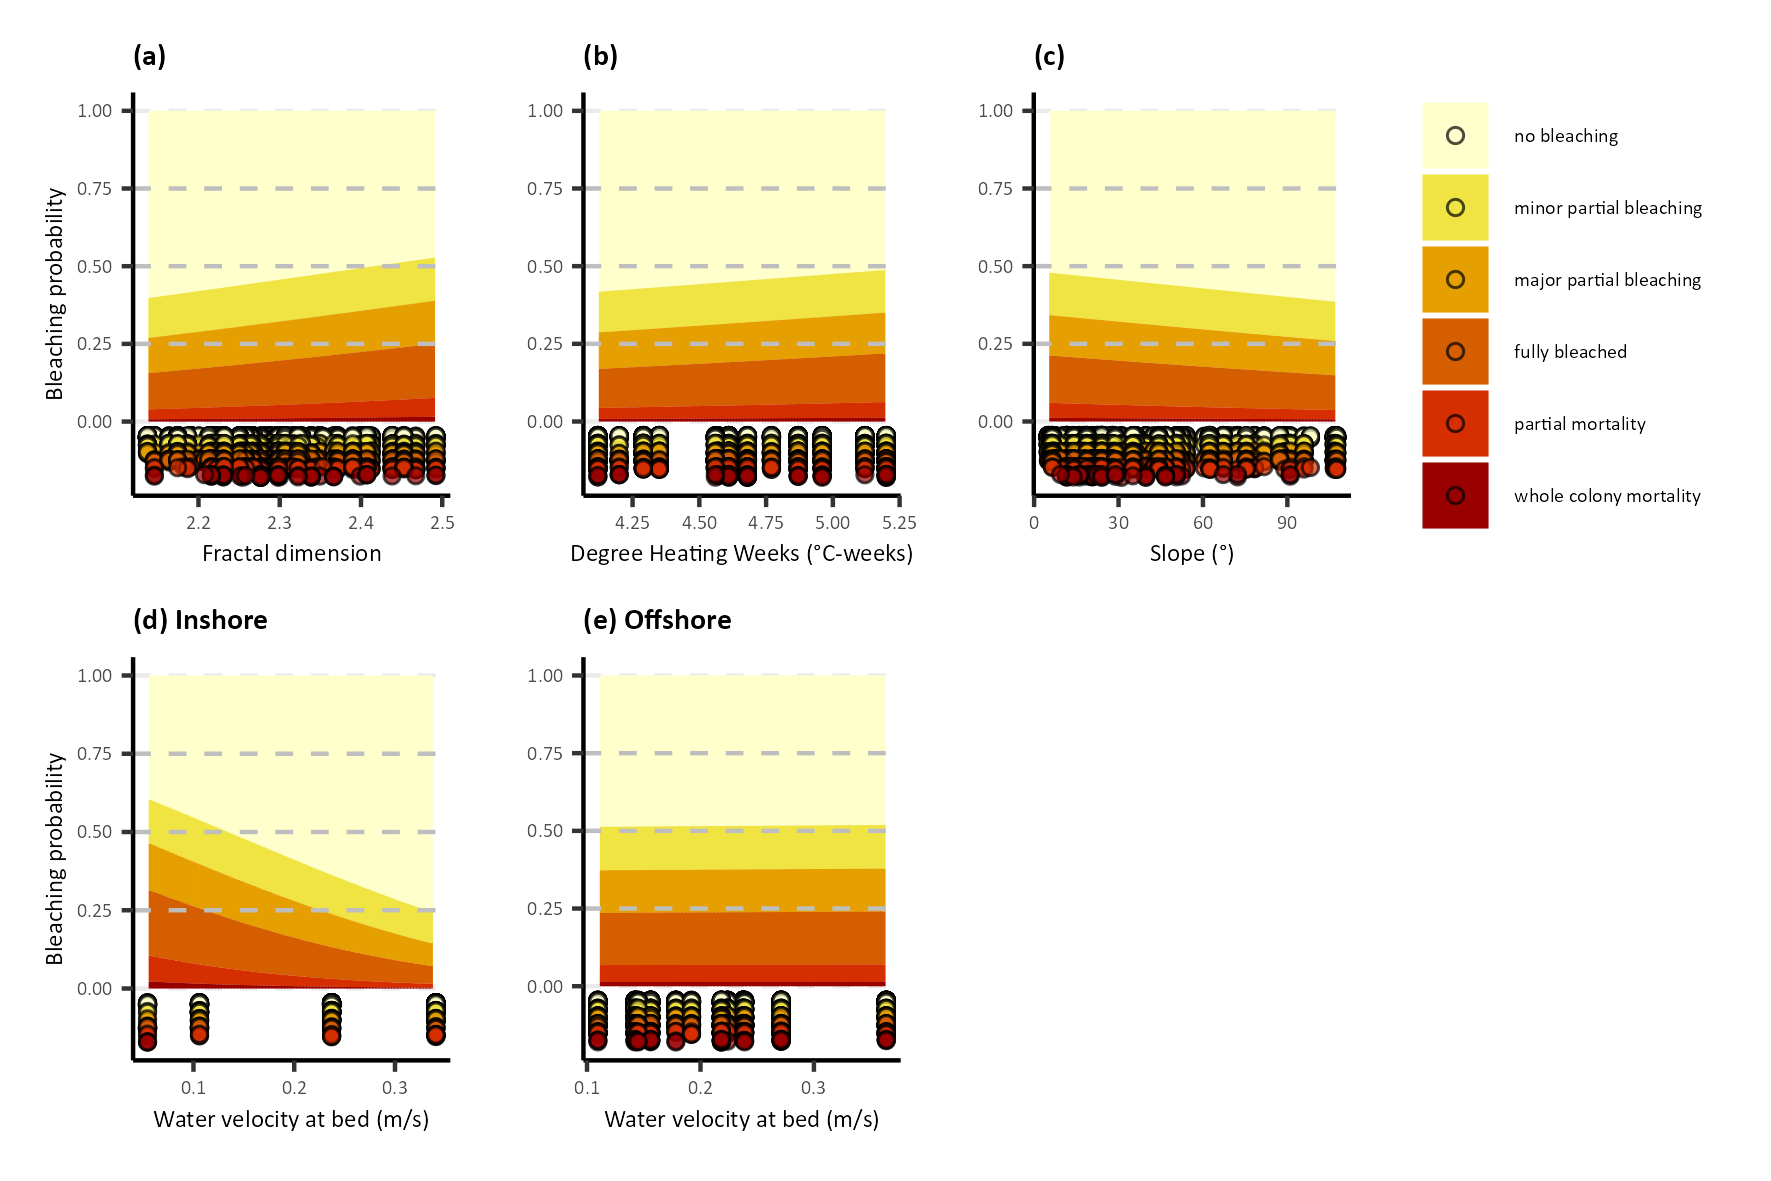 (a)
Bleaching probability
1.00
0.75
0.50
0.25
0.00
2.2 2.3 2.4 2.5
Fractal dimension
(b)
1.00
0.75
0.50
0.25
0.00
4.25 4.50 4.75 5.00 5.25
Degree Heating Weeks (°C-weeks)
(c)
1.00
0.75
0.50
0.25
0.00
0 30 60 90
Slope (°)
no bleaching
minor partial bleaching
major partial bleaching
fully bleached
partial mortality
whole colony mortality
(d) Inshore
Bleaching probability
1.00
0.75
0.50
0.25
0.00
0.1 0.2 0.3
Water velocity at bed (m/s)
(e) Offshore
1.00
0.75
0.50
0.25
0.00
0.1 0.2 0.3
Water velocity at bed (m/s)